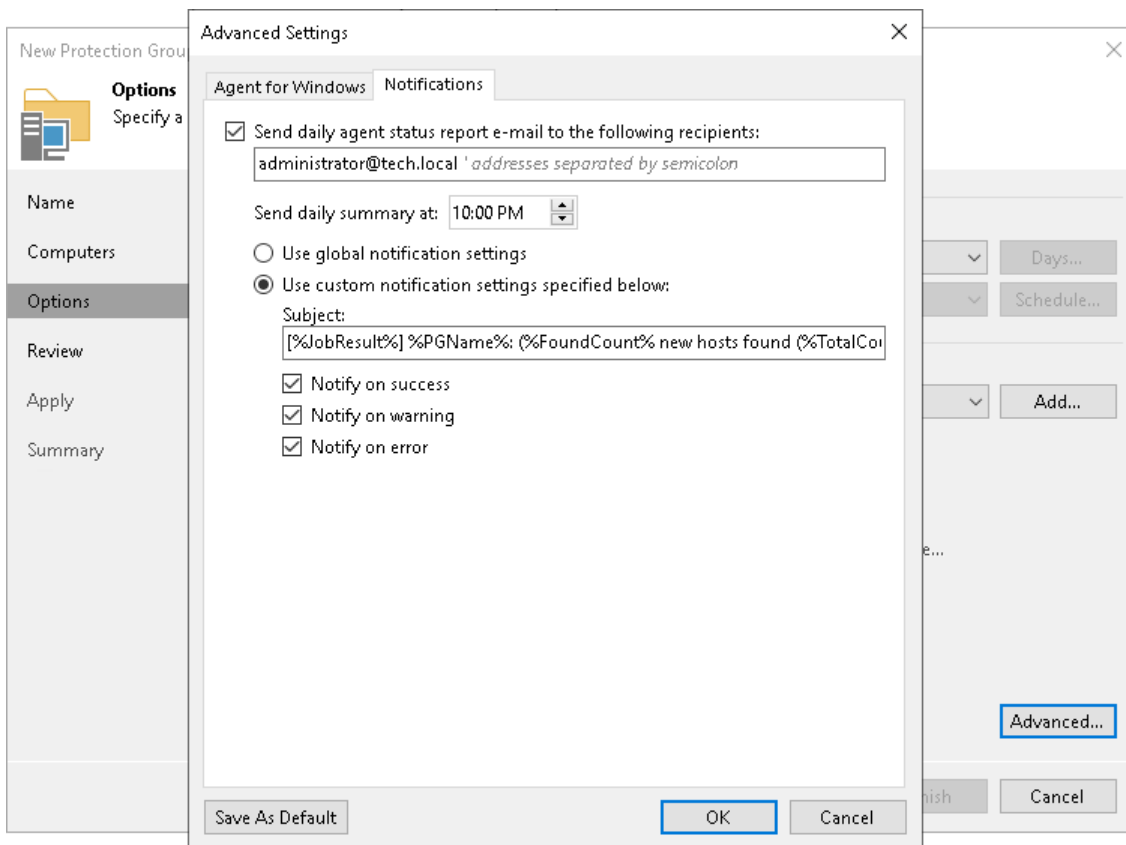 Advanced Settings
New Protection Grou
Options
Specify a
Agent for Windows
Notifications
Send daily agent status report e-mail to the following recipients:
administrator@tech.local ' addresses separated by semicolon
Send daily summary at: 10:00 PM
Use global notification settings
Use custom notification settings specified below:
Subject:
[%JobResult%] %PGName%: (%FoundCount% new hosts found (%TotalCou
Notify on success
Notify on warning
Notify on error
Name
Computers
Options
Review
Apply
Summary
Days...
Schedule...
Add...
e...
Advanced...
Save As Default
OK
Cancel
nish
Cancel